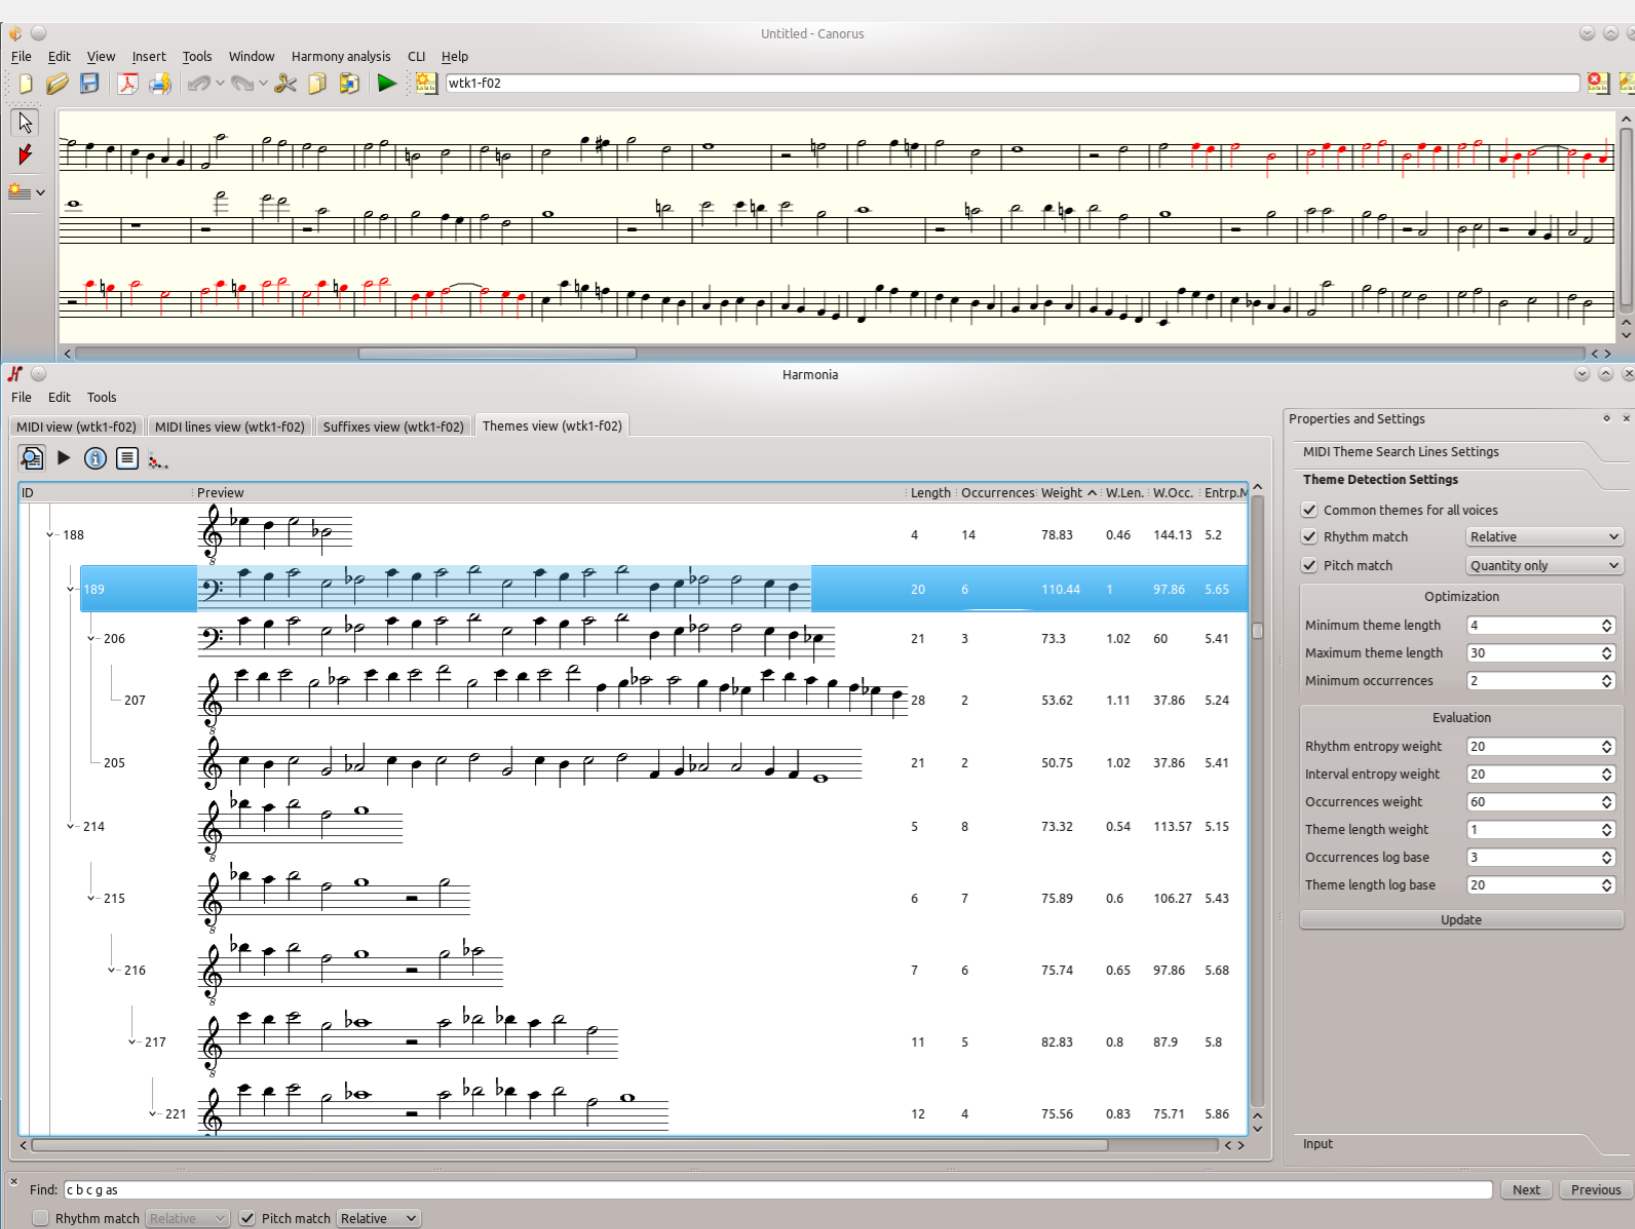 Untitled - Canorus
File Edit View Insert Tools Window Harmony analysis CLI Help
wtk1-f02
Harmonia
File Edit Tools
MIDI view (wtk1-f02) MIDI lines view (wtk1-f02) Suffixes view (wtk1-f02) Themes view (wtk1-f02)
ID Preview Length Occurrences Weight W.Len. W.Occ. Entrp.M
188 4 14 78.83 0.46 144.13 5.2
189 20 6 110.44 1 97.86 5.65
206 21 3 73.3 1.02 60 5.41
207 28 2 53.62 1.11 37.86 5.24
205 21 2 50.75 1.02 37.86 5.41
214 5 8 73.32 0.54 113.57 5.15
215 6 7 75.89 0.6 106.27 5.43
216 7 6 75.74 0.65 97.86 5.68
217 11 5 82.83 0.8 87.9 5.8
221 12 4 75.56 0.83 75.71 5.86
Properties and Settings
MIDI Theme Search Lines Settings
Theme Detection Settings
Common themes for all voices
Rhythm match Relative
Pitch match Quantity only
Optimization
Minimum theme length 4
Maximum theme length 30
Minimum occurrences 2
Evaluation
Rhythm entropy weight 20
Interval entropy weight 20
Occurrences weight 60
Theme length weight 1
Occurrences log base 3
Theme length log base 20
Update
Input
Find: c b c g as Next Previous
Rhythm match Relative Pitch match Relative